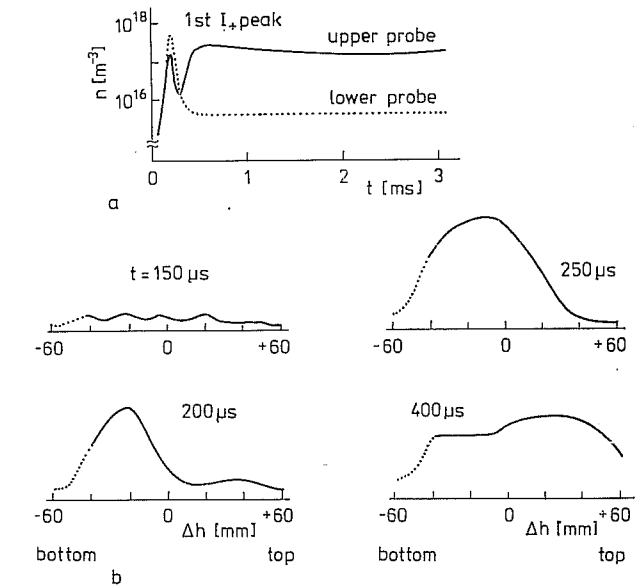 10^18
1st I+ peak
upper probe
n [m^-3]
10^16
lower probe
0 1 2 3
t [ms]
a
t = 150 µs
250 µs
-60 0 +60
-60 0 +60
200 µs
400 µs
-60 0 +60
-60 0 +60
Δh [mm]
Δh [mm]
bottom top
bottom top
b